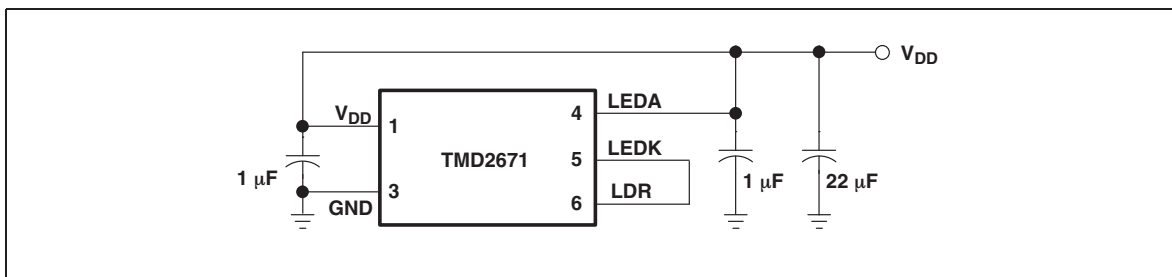 V_DD
LEDA
V_DD
4
1
LEDK
TMD2671
5
1 μF
1 μF
22 μF
3
LDR
GND
6